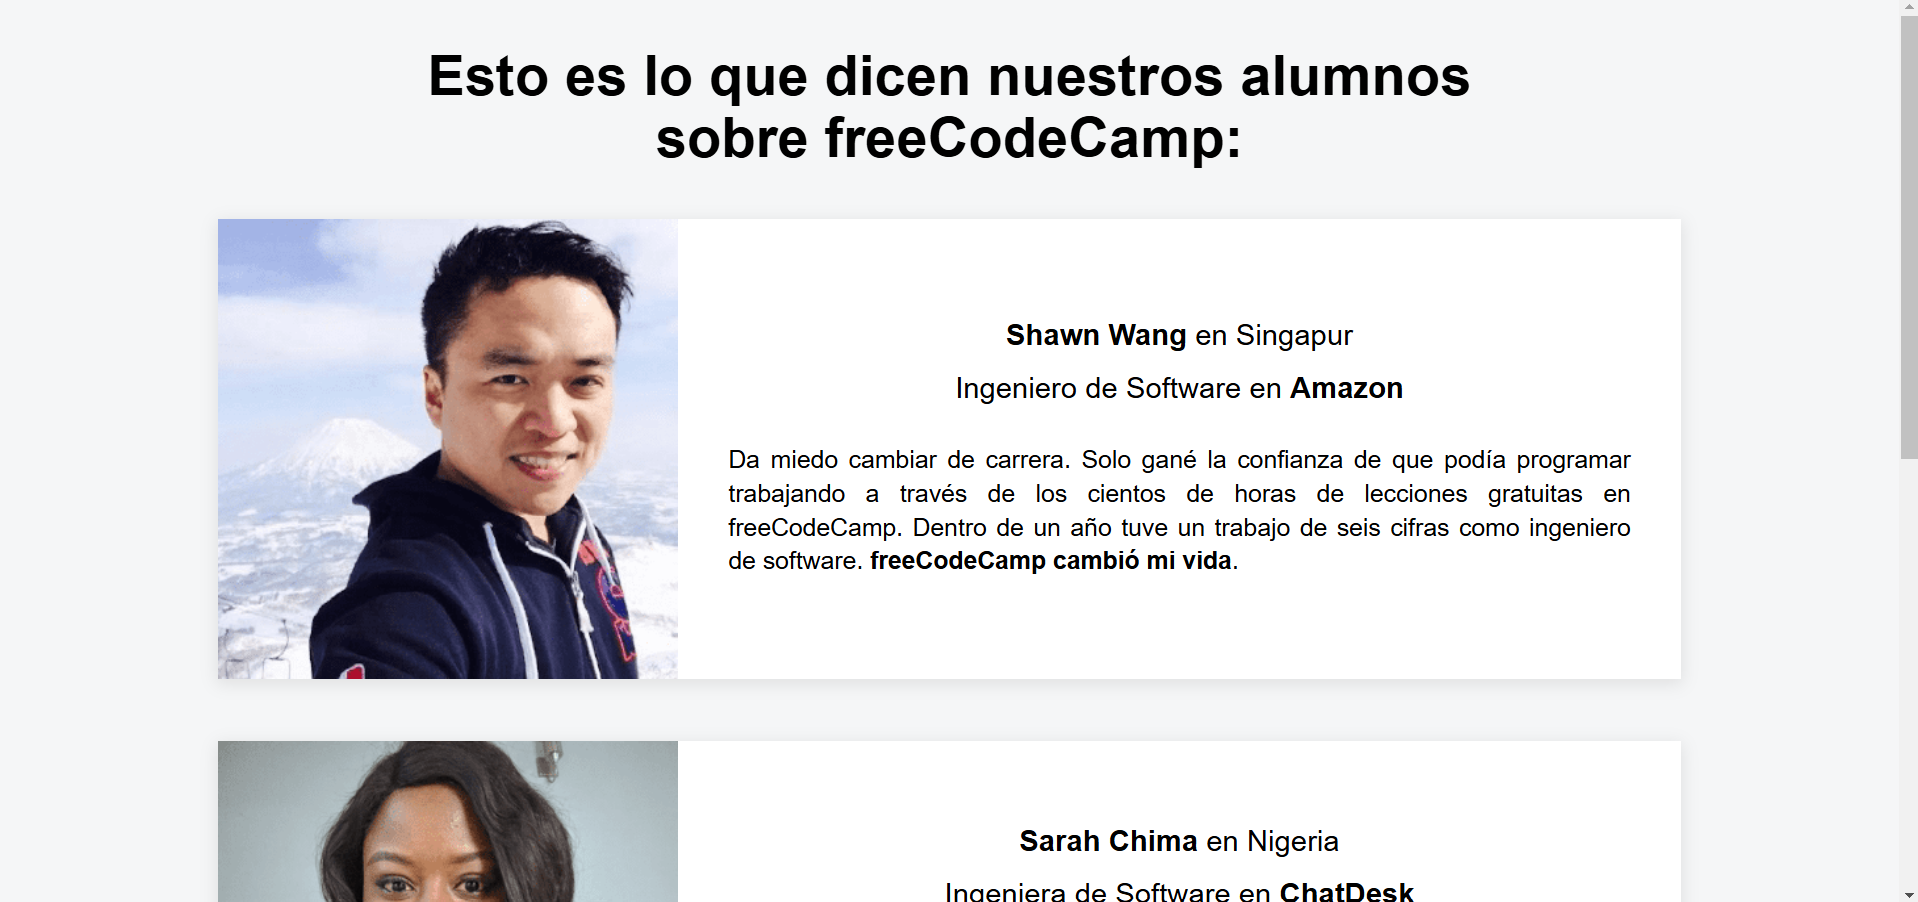 Esto es lo que dicen nuestros alumnos
sobre freeCodeCamp:
Shawn Wang en Singapur
Ingeniero de Software en Amazon
Da miedo cambiar de carrera. Solo gané la confianza de que podía programar
trabajando a través de los cientos de horas de lecciones gratuitas en
freeCodeCamp. Dentro de un año tuve un trabajo de seis cifras como ingeniero
de software. freeCodeCamp cambió mi vida.
Sarah Chima en Nigeria
Ingeniera de Software en ChatDesk